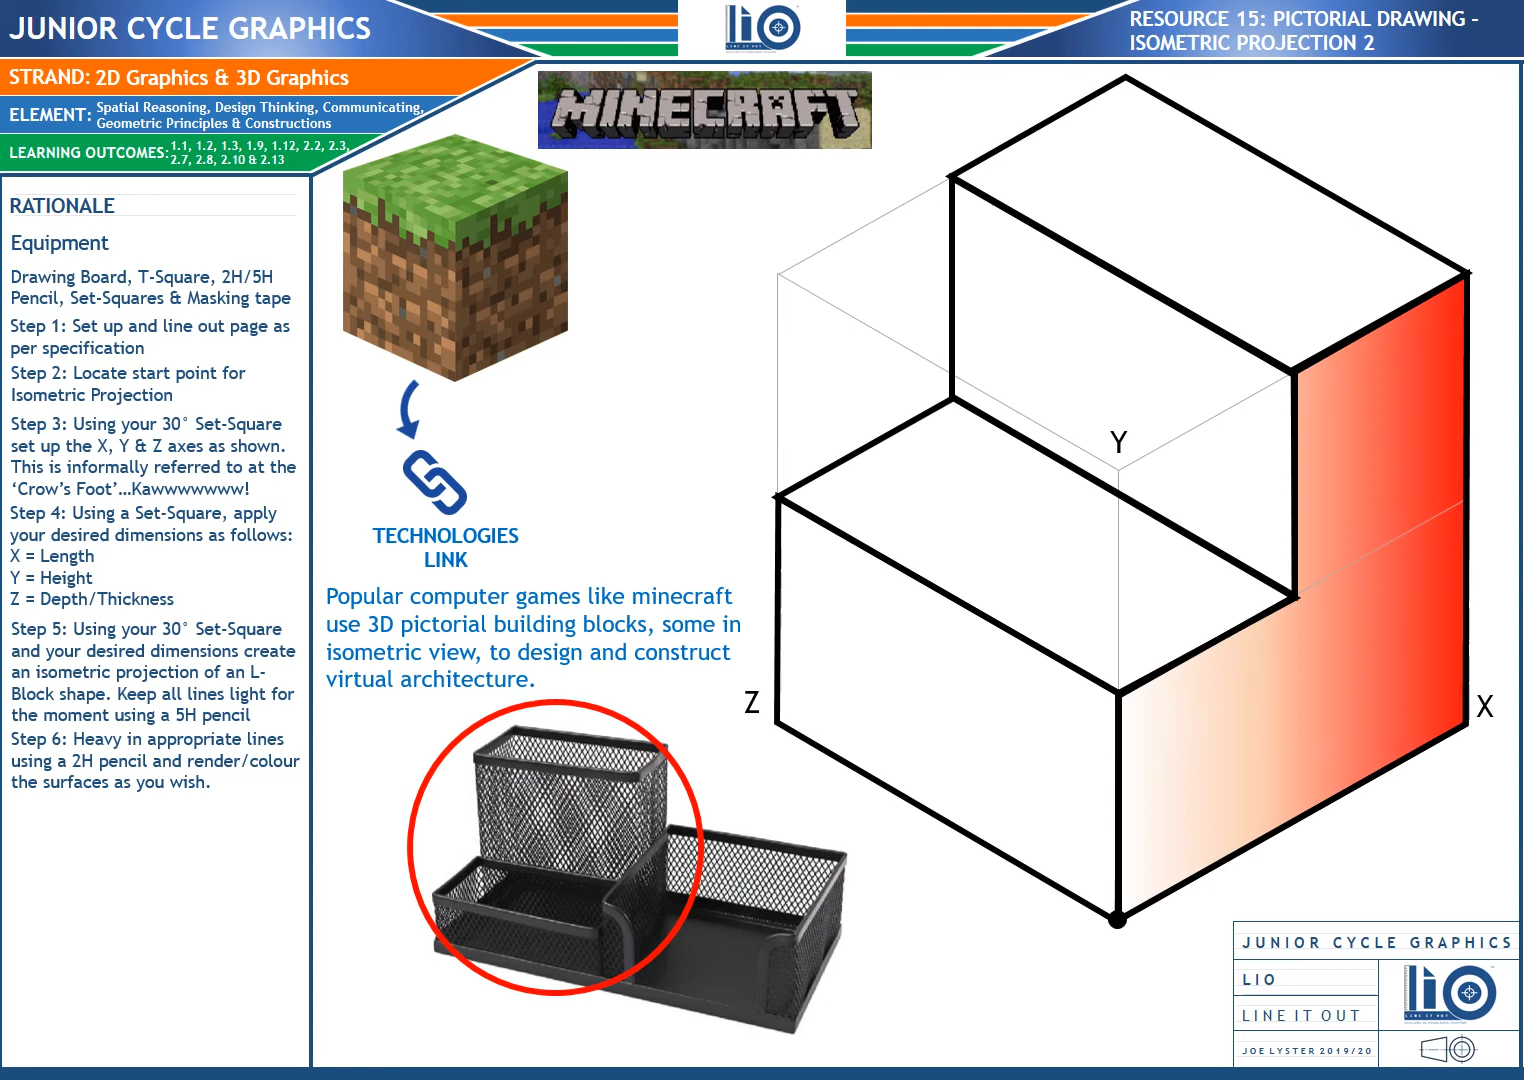 JUNIOR CYCLE GRAPHICS
LIO
RESOURCE 15: PICTORIAL DRAWING –
ISOMETRIC PROJECTION 2
STRAND: 2D Graphics & 3D Graphics
ELEMENT: Spatial Reasoning, Design Thinking, Communicating,
Geometric Principles & Constructions
LEARNING OUTCOMES: 1.1, 1.2, 1.3, 1.9, 1.12, 2.2, 2.3,
2.7, 2.8, 2.10 & 2.13
RATIONALE
Equipment
Drawing Board, T-Square, 2H/5H
Pencil, Set-Squares & Masking tape
Step 1: Set up and line out page as
per specification
Step 2: Locate start point for
Isometric Projection
Step 3: Using your 30° Set-Square
set up the X, Y & Z axes as shown.
This is informally referred to at the
‘Crow’s Foot’…Kawwwwwww!
Step 4: Using a Set-Square, apply
your desired dimensions as follows:
X = Length
Y = Height
Z = Depth/Thickness
Step 5: Using your 30° Set-Square
and your desired dimensions create
an isometric projection of an L-
Block shape. Keep all lines light for
the moment using a 5H pencil
Step 6: Heavy in appropriate lines
using a 2H pencil and render/colour
the surfaces as you wish.
MINECRAFT
TECHNOLOGIES
LINK
Popular computer games like minecraft
use 3D pictorial building blocks, some in
isometric view, to design and construct
virtual architecture.
Y
Z
X
JUNIOR CYCLE GRAPHICS
LIO
LINE IT OUT
JOE LYSTER 2019/20
LIO
LINE IT OUT